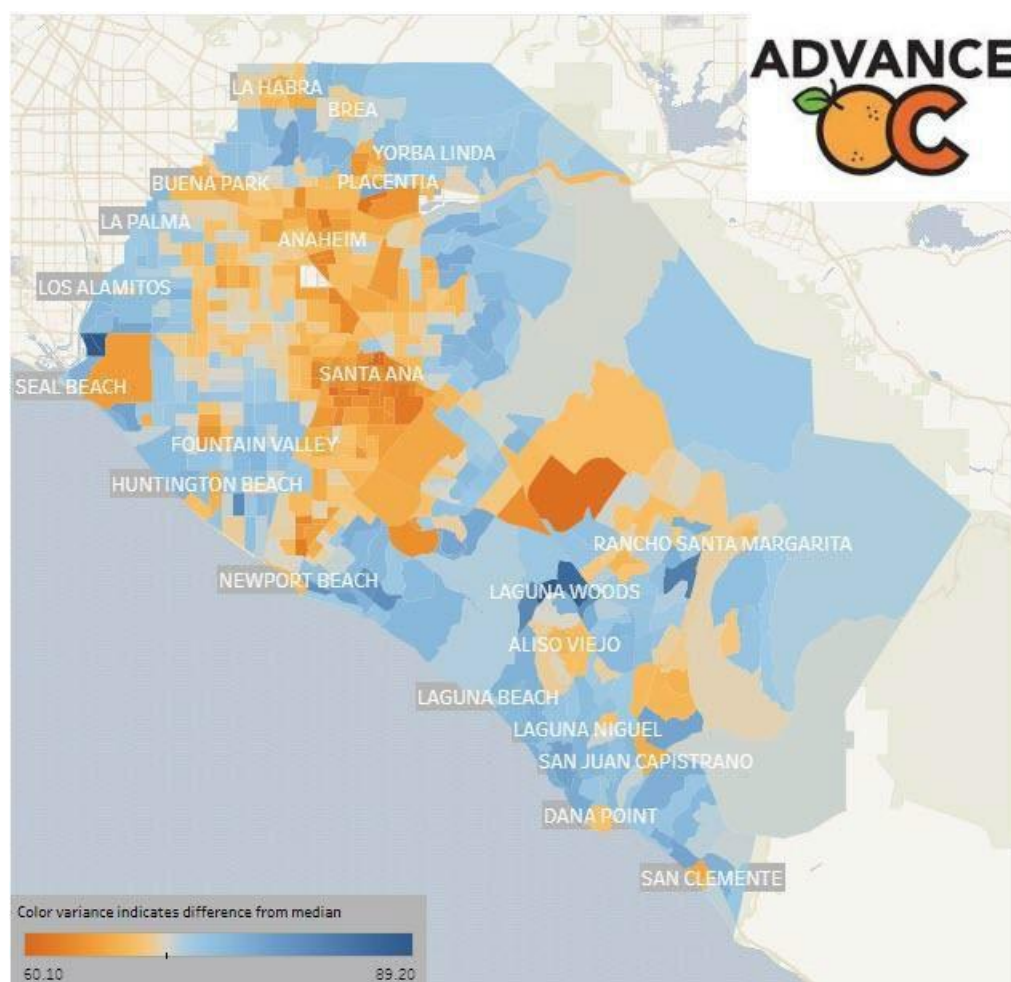 ADVANCE
OC
LA HABRA
BREA
YORBA LINDA
BUENA PARK
PLACENTIA
LA PALMA
ANAHEIM
LOS ALAMITOS
SANTA ANA
SEAL BEACH
FOUNTAIN VALLEY
HUNTINGTON BEACH
RANCHO SANTA MARGARITA
NEWPORT BEACH
LAGUNA WOODS
ALISO VIEJO
LAGUNA BEACH
LAGUNA NIGUEL
SAN JUAN CAPISTRANO
DANA POINT
SAN CLEMENTE
Color variance indicates difference from median
60.10 89.20